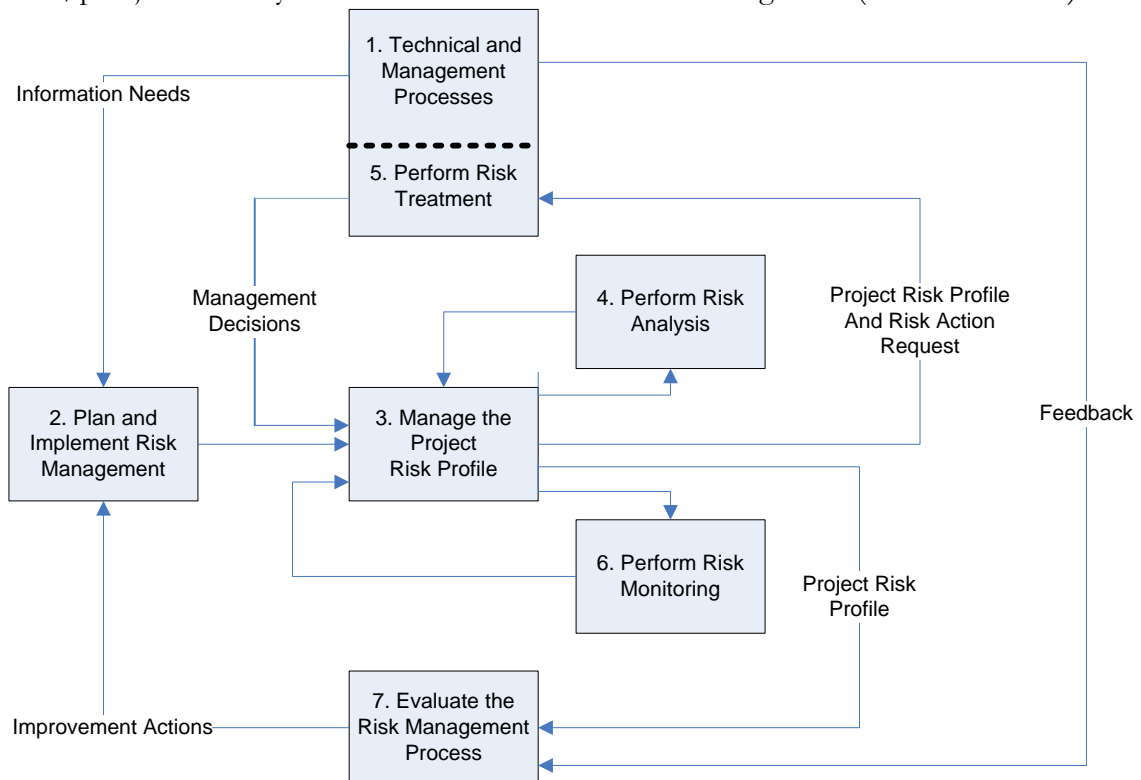 1. Technical and
Management
Processes
Information Needs
5. Perform Risk
Treatment
Management
Decisions
4. Perform Risk
Analysis
Project Risk Profile
And Risk Action
Request
2. Plan and
Implement Risk
Management
3. Manage the
Project
Risk Profile
Feedback
6. Perform Risk
Monitoring
Project Risk
Profile
7. Evaluate the
Risk Management
Process
Improvement Actions